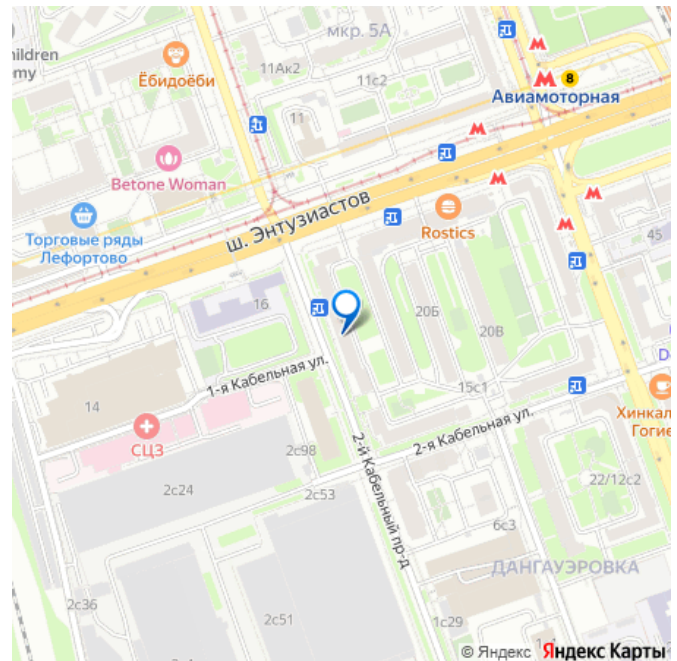 мкр. 5А
ildren
emy
Ёбидоёби
11Ак2
11с2
8
Авиамоторная
11
Betone Woman
ш. Энтузиастов
Rostics
Торговые ряды
Лефортово
45
16
20Б
20В
1-я Кабельная ул.
15с1
14
СЦЗ
2-я Кабельная ул.
Хинкал
Гогие
2с98
2-й Кабельный пр-д
2с24
2с53
22/12с2
6с3
ДАНГАУЭРОВКА
2с36
2с51
1с29
© Яндекс Яндекс Карты